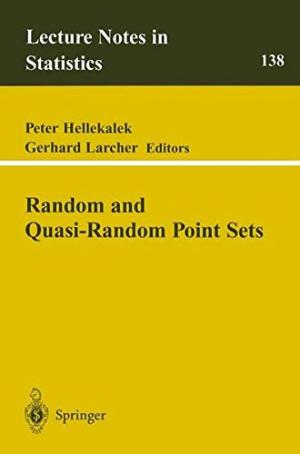 Lecture Notes in
Statistics
138
Peter Hellekalek
Gerhard Larcher Editors
Random and
Quasi-Random Point Sets
Springer